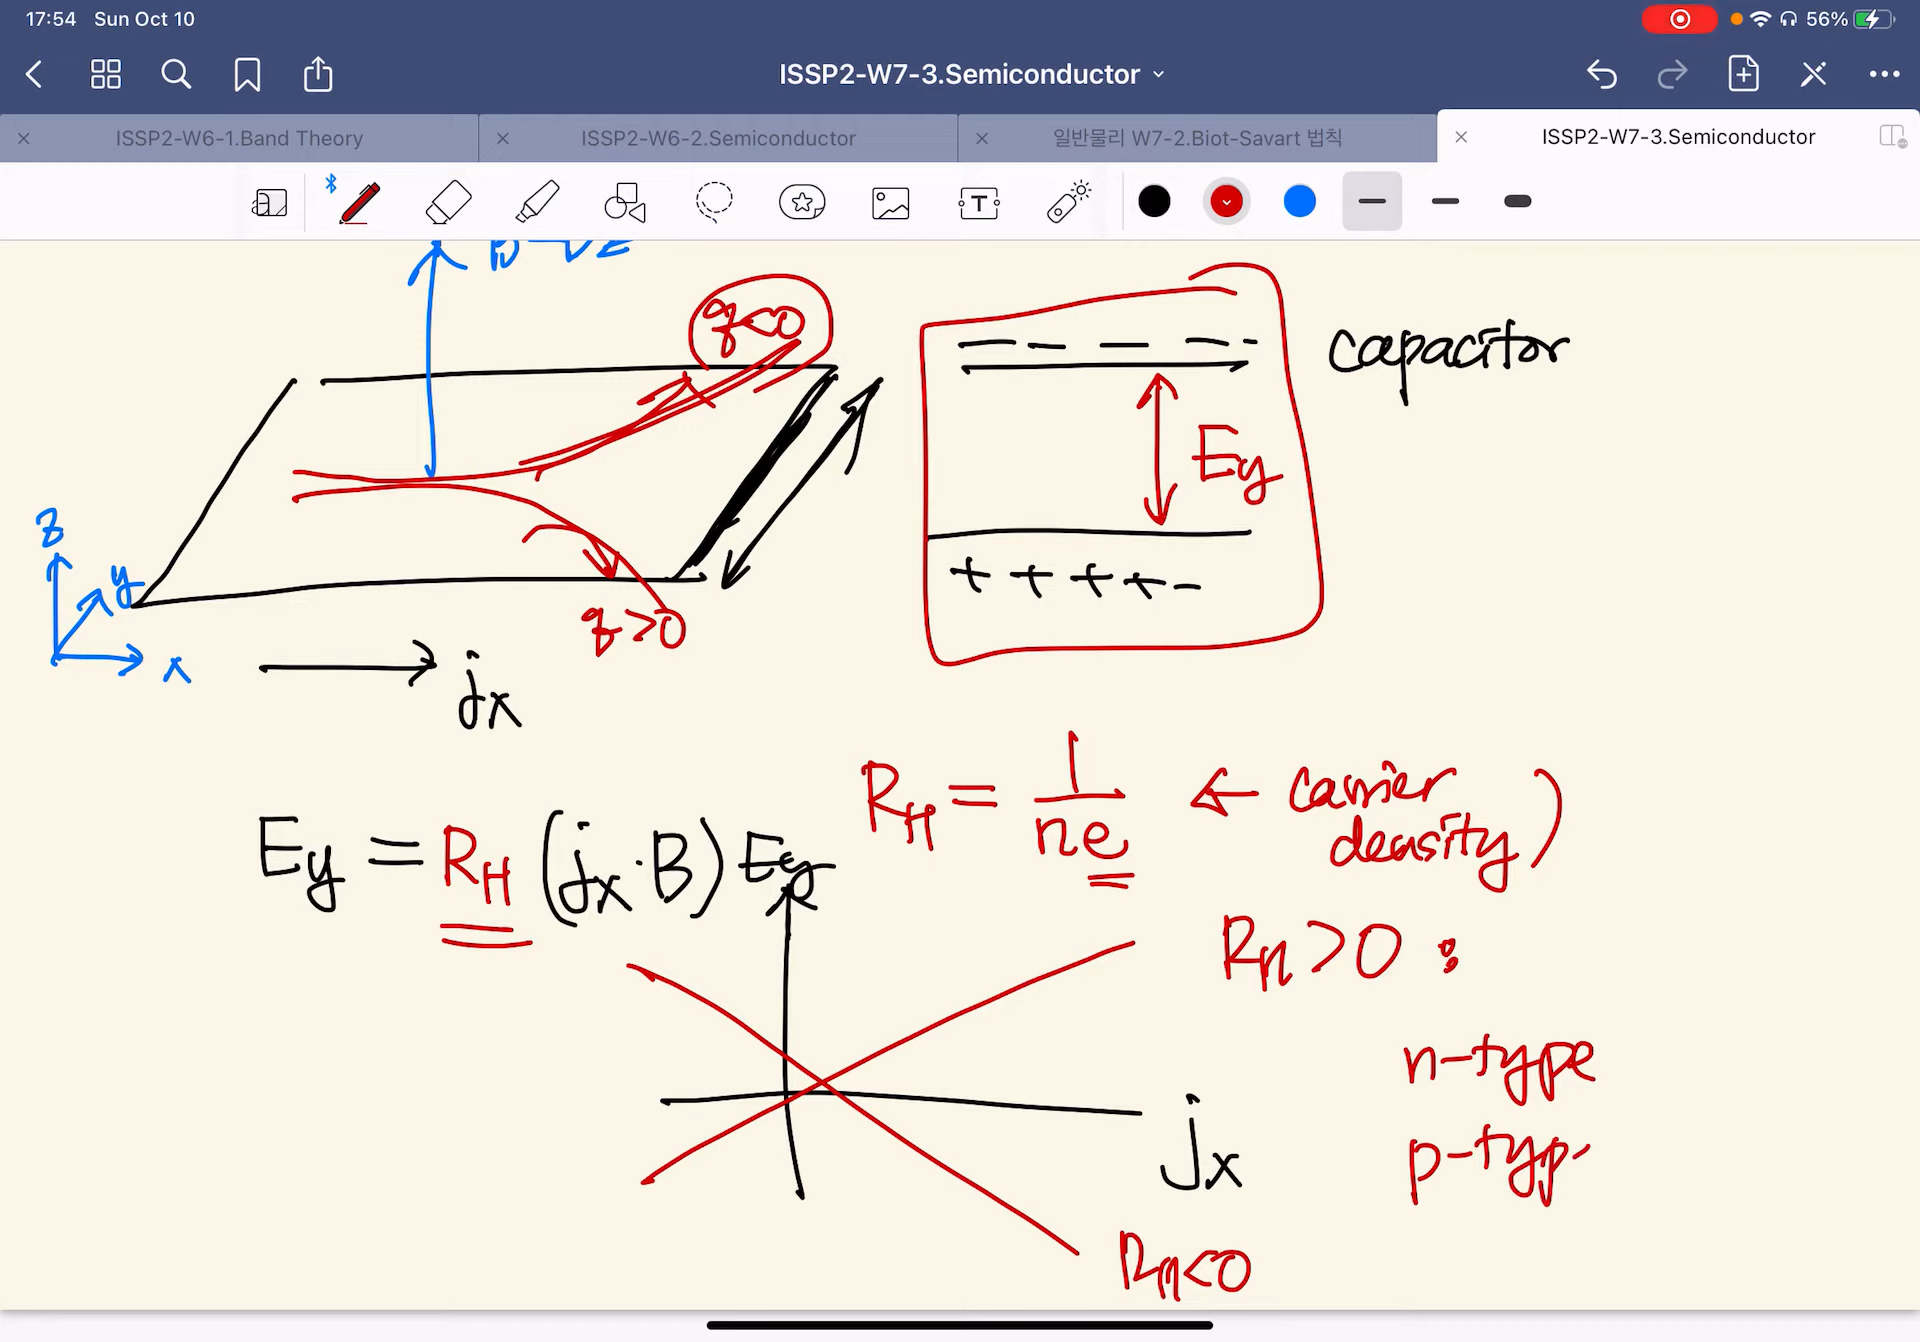 17:54 Sun Oct 10
56%
ISSP2-W7-3.Semiconductor
ISSP2-W6-1.Band Theory
ISSP2-W6-2.Semiconductor
일반물리 W7-2.Biot-Savart 법칙
ISSP2-W7-3.Semiconductor
T
q<0
capacitor
Ey
z
y
x
q>0
++++-
jx
RH = 1/ne ← carrier density)
Ey = RH (jx·B)
Ey
RH>0 :
n-type
p-typ
jx
RH<0